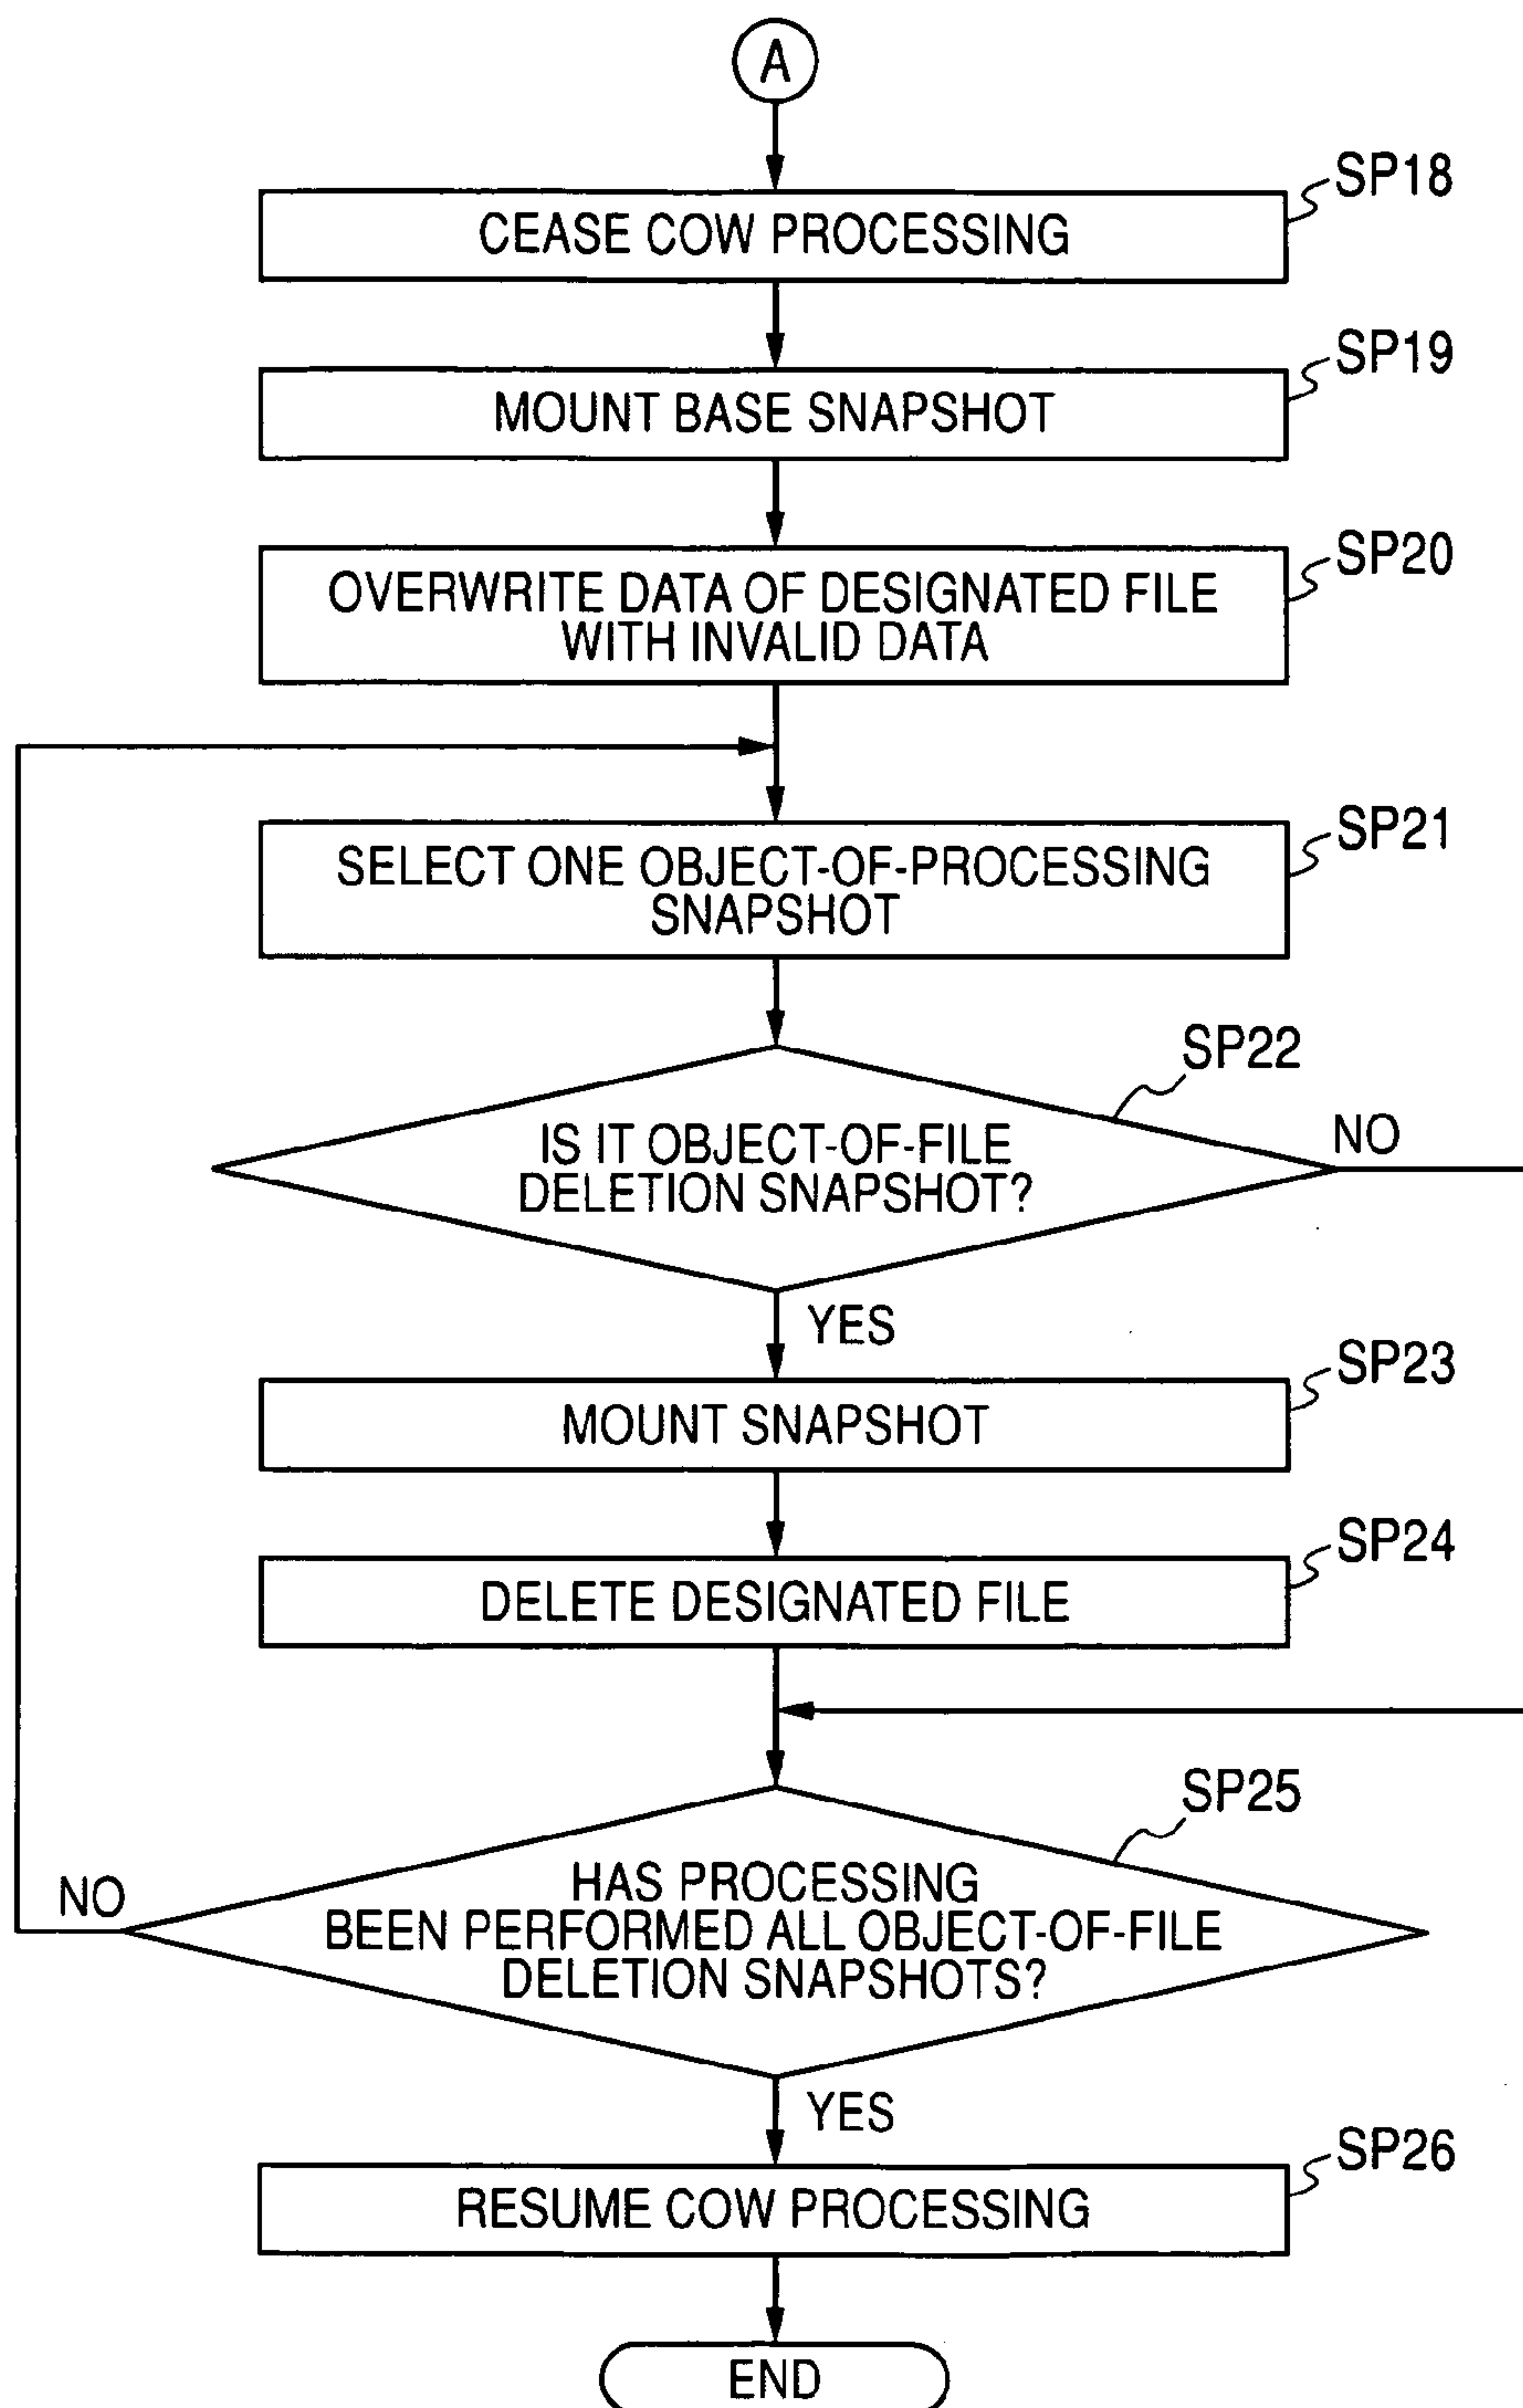 A
SP18
CEASE COW PROCESSING
SP19
MOUNT BASE SNAPSHOT
SP20
OVERWRITE DATA OF DESIGNATED FILE
WITH INVALID DATA
SP21
SELECT ONE OBJECT-OF-PROCESSING
SNAPSHOT
SP22
IS IT OBJECT-OF-FILE
DELETION SNAPSHOT?
NO
YES
SP23
MOUNT SNAPSHOT
SP24
DELETE DESIGNATED FILE
SP25
HAS PROCESSING
BEEN PERFORMED ALL OBJECT-OF-FILE
DELETION SNAPSHOTS?
NO
YES
SP26
RESUME COW PROCESSING
END